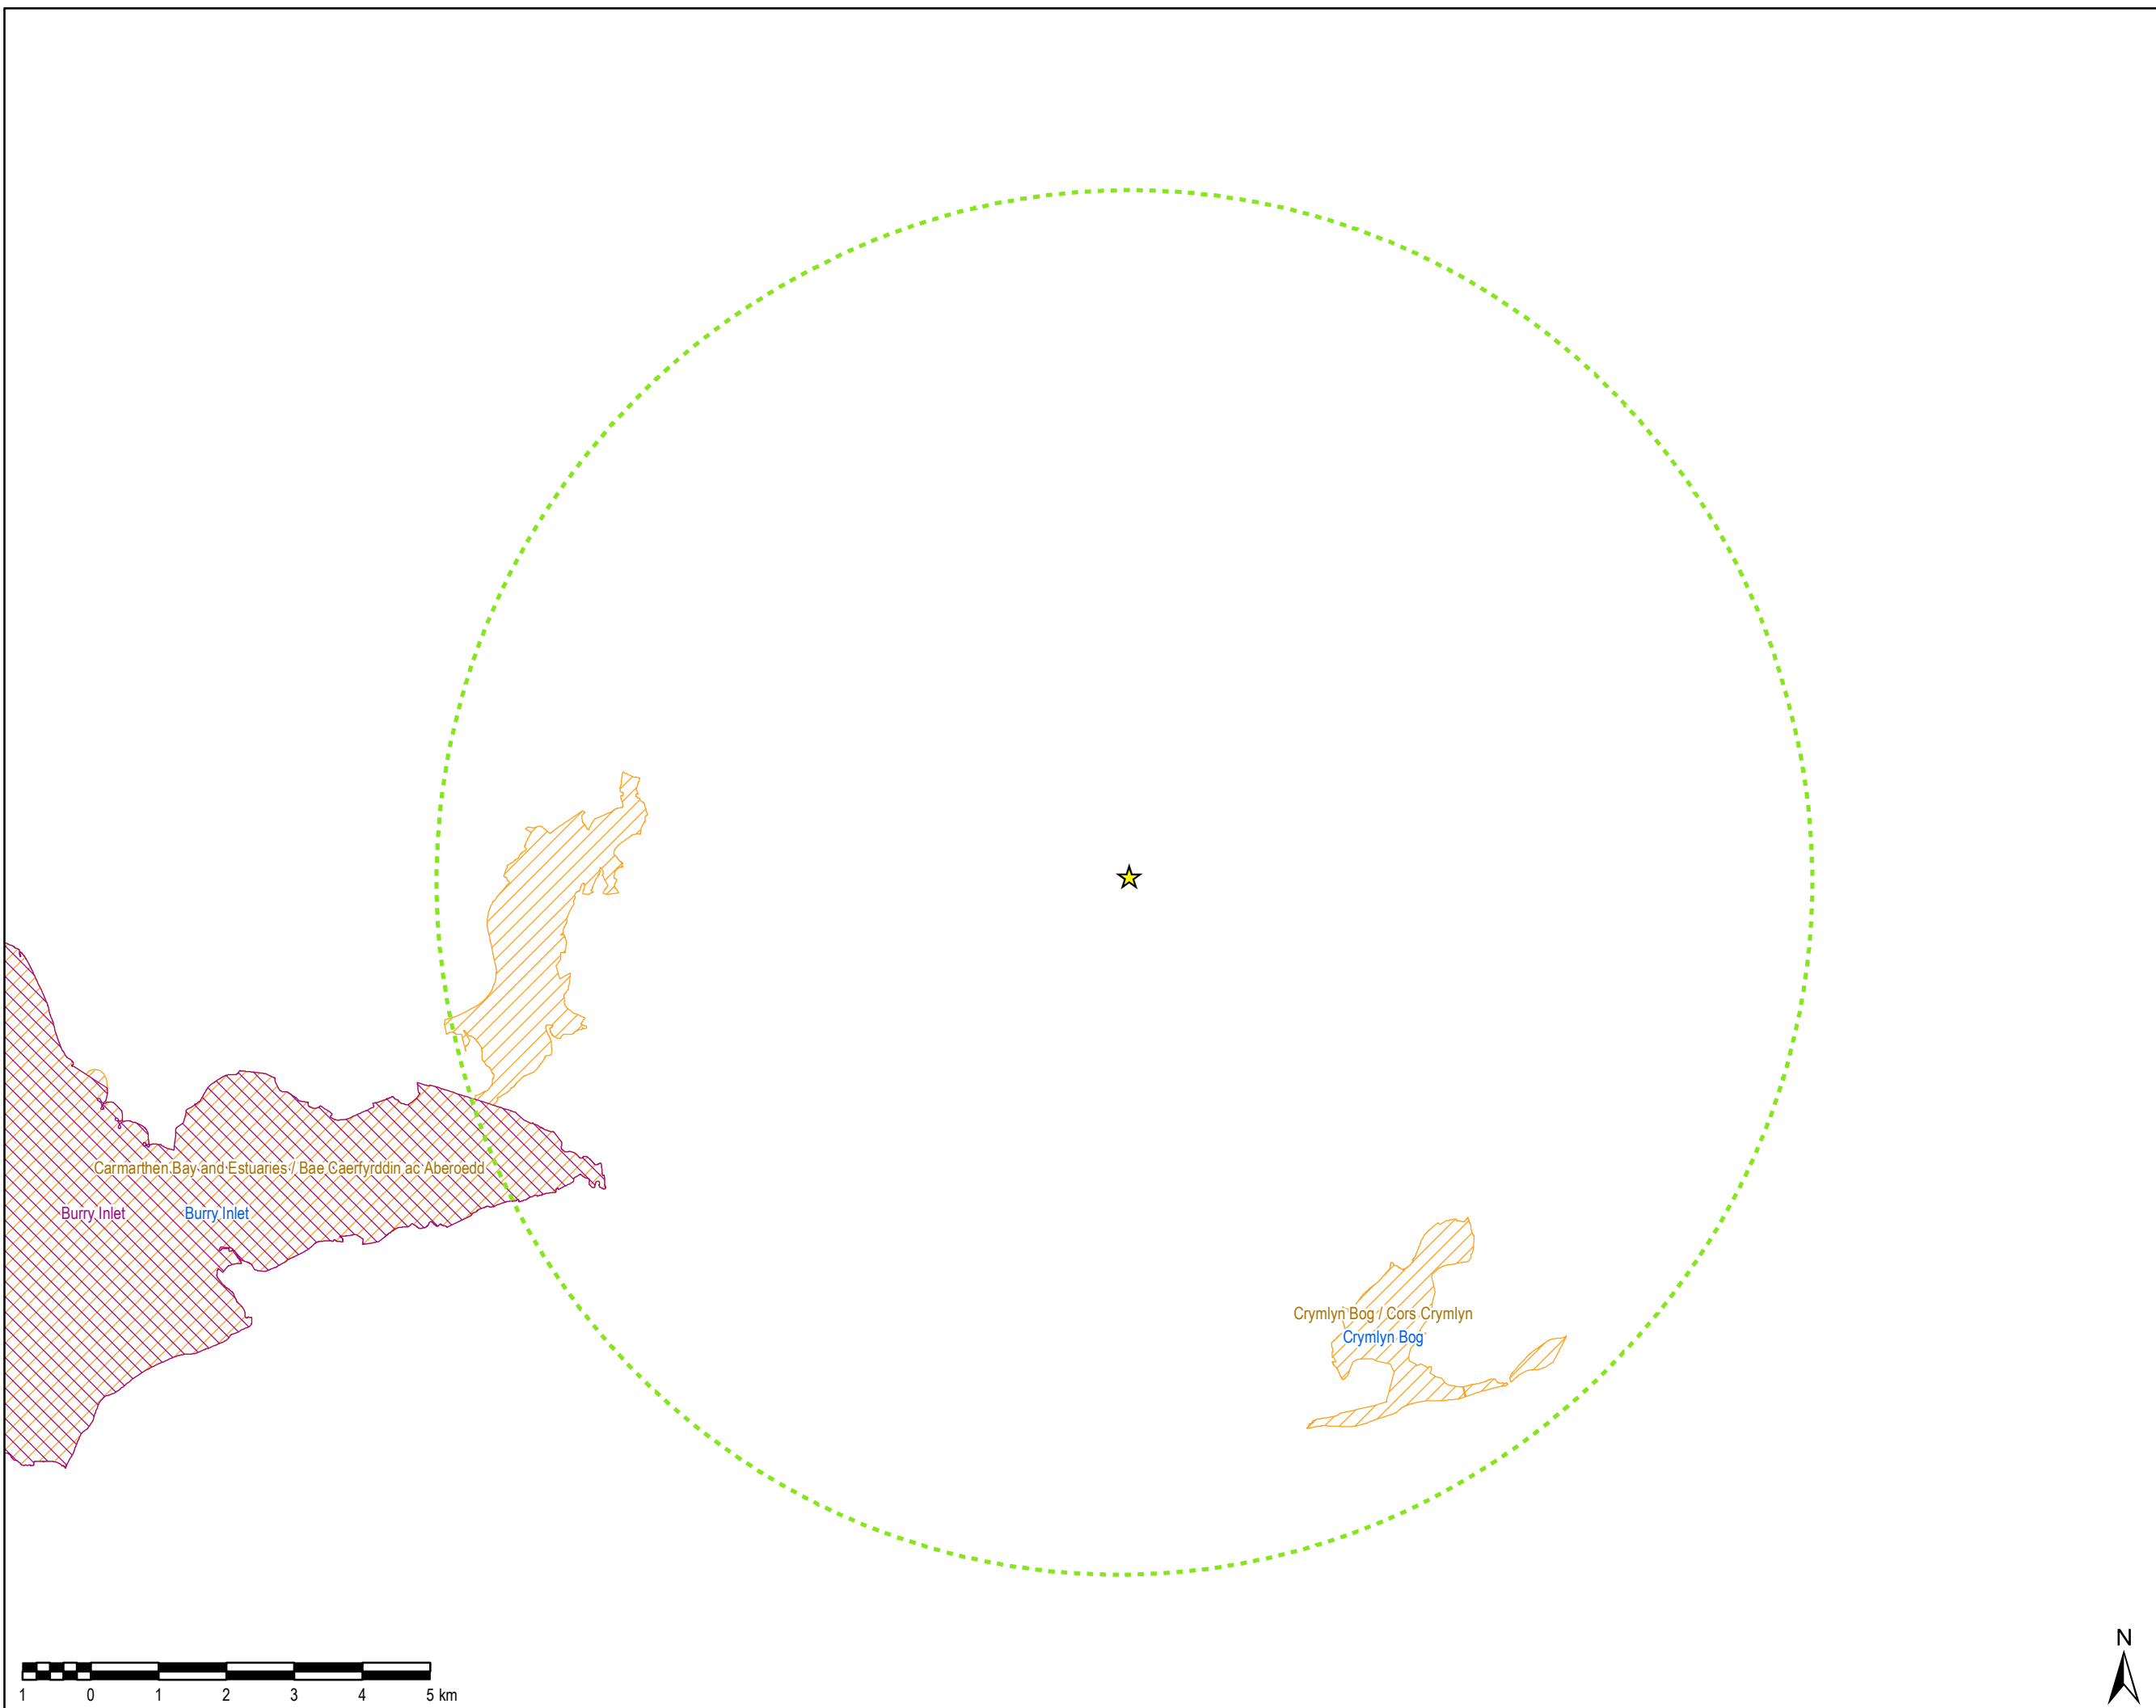 Carmarthen Bay and Estuaries / Bae Caerfyrddin ac Aberoedd
Burry Inlet
Burry Inlet
Crymlyn Bog / Cors Crymlyn
Crymlyn Bog
N
1 0 1 2 3 4 5 km